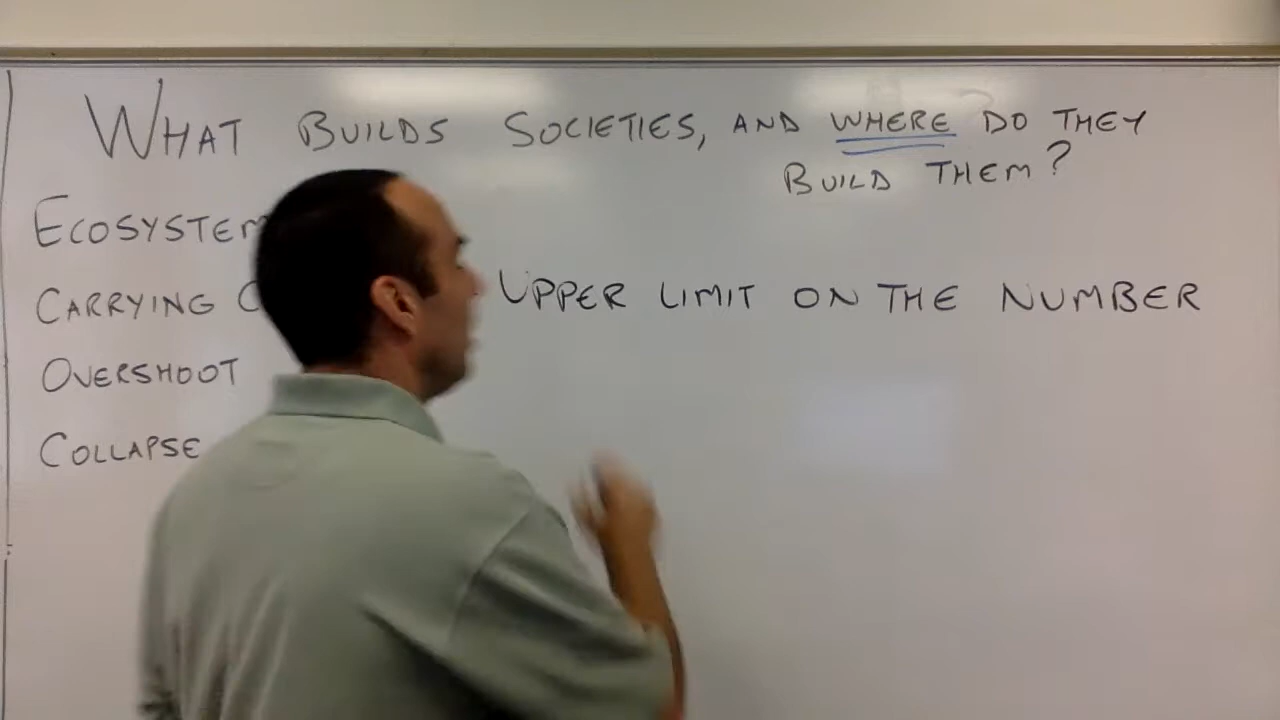 WHAT BUILDS SOCIETIES, AND WHERE DO THEY
BUILD THEM?
ECOSYSTEM
CARRYING C UPPER LIMIT ON THE NUMBER
OVERSHOOT
COLLAPSE